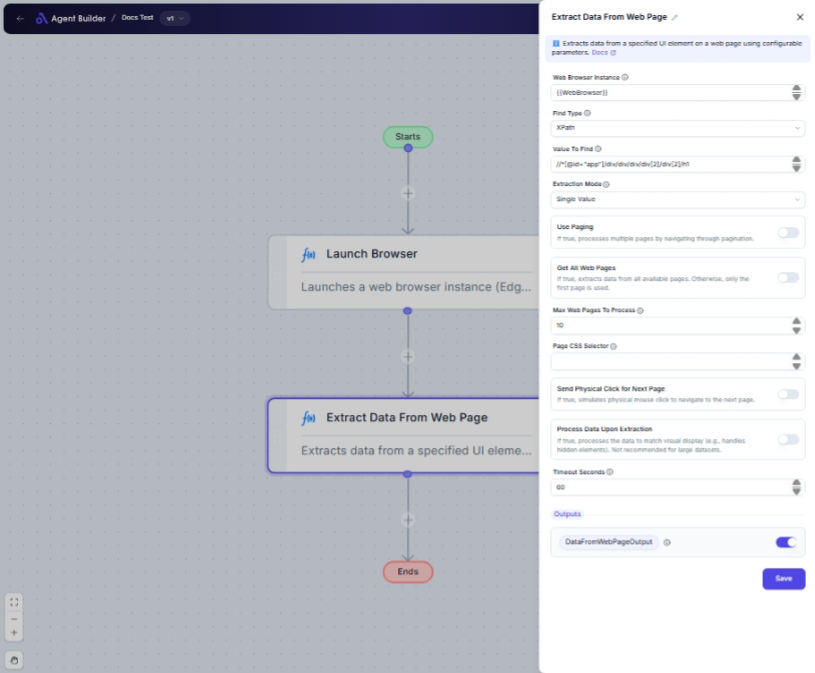 Agent Builder / Docs Test v1
Starts
Launch Browser
Launches a web browser instance (Edg...
Extract Data From Web Page
Extracts data from a specified UI eleme...
Ends
Extract Data From Web Page
Extracts data from a specified UI element on a web page using configurable
parameters. Docs
Web Browser Instance
{{WebBrowser}}
Find Type
XPath
Value To Find
//*[@id="app"]/div/div/div/div[2]/div[2]/h1
Extraction Mode
Single Value
Use Paging
If true, processes multiple pages by navigating through pagination.
Get All Web Pages
If true, extracts data from all available pages. Otherwise, only the
first page is used.
Max Web Pages To Process
10
Page CSS Selector
Send Physical Click for Next Page
If true, simulates physical mouse click to navigate to the next page.
Process Data Upon Extraction
If true, processes the data to match visual display (e.g., handles
hidden elements). Not recommended for large datasets.
Timeout Seconds
60
Outputs
DataFromWebPageOutput
Save